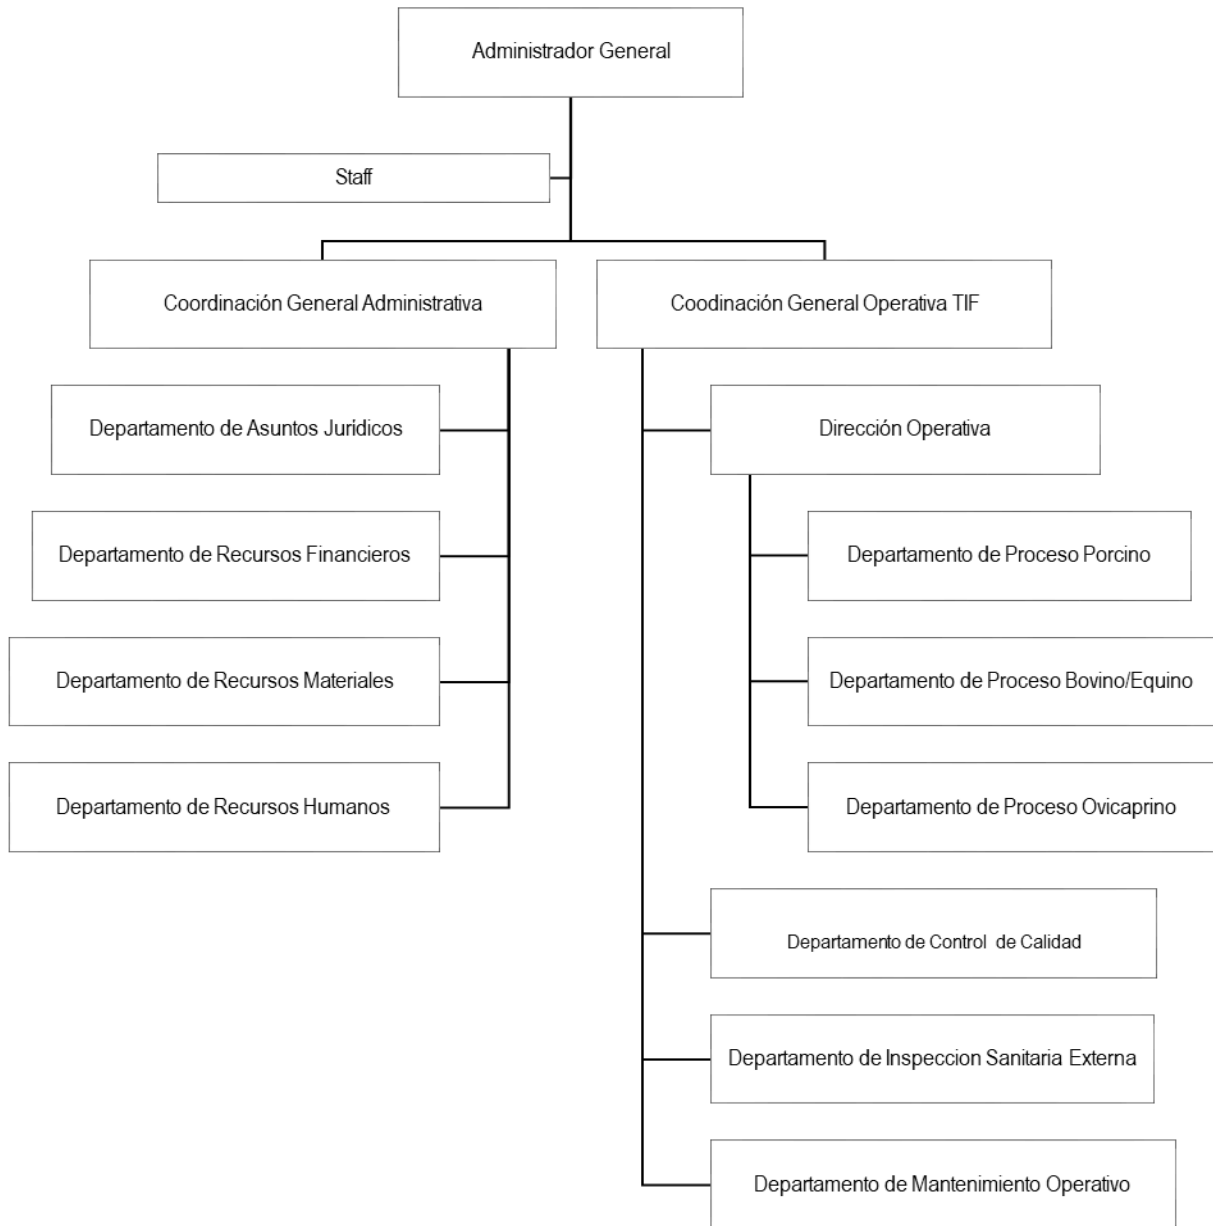 Administrador General
Staff
Coordinación General Administrativa
Coodinación General Operativa TIF
Departamento de Asuntos Jurídicos
Dirección Operativa
Departamento de Recursos Financieros
Departamento de Proceso Porcino
Departamento de Recursos Materiales
Departamento de Proceso Bovino/Equino
Departamento de Recursos Humanos
Departamento de Proceso Ovicaprino
Departamento de Control de Calidad
Departamento de Inspeccion Sanitaria Externa
Departamento de Mantenimiento Operativo